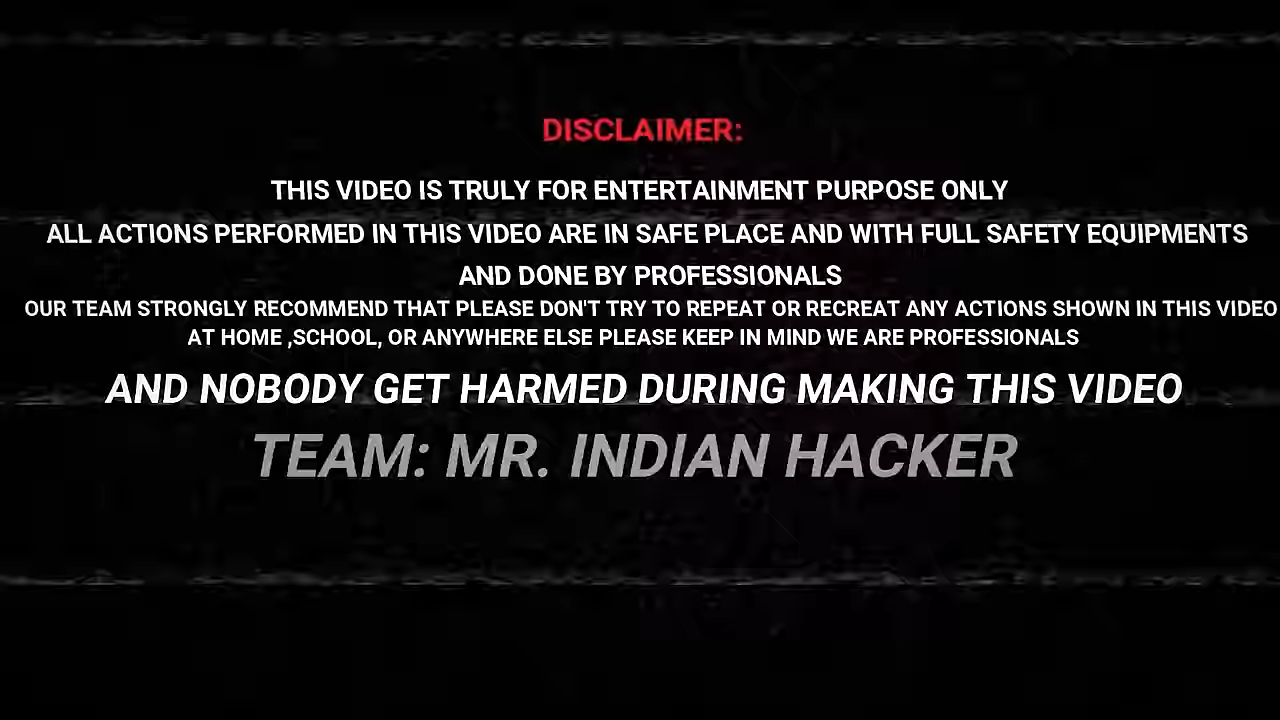 DISCLAIMER:
THIS VIDEO IS TRULY FOR ENTERTAINMENT PURPOSE ONLY
ALL ACTIONS PERFORMED IN THIS VIDEO ARE IN SAFE PLACE AND WITH FULL SAFETY EQUIPMENTS
AND DONE BY PROFESSIONALS
OUR TEAM STRONGLY RECOMMEND THAT PLEASE DON'T TRY TO REPEAT OR RECREAT ANY ACTIONS SHOWN IN THIS VIDEO
AT HOME ,SCHOOL, OR ANYWHERE ELSE PLEASE KEEP IN MIND WE ARE PROFESSIONALS
AND NOBODY GET HARMED DURING MAKING THIS VIDEO
TEAM: MR. INDIAN HACKER